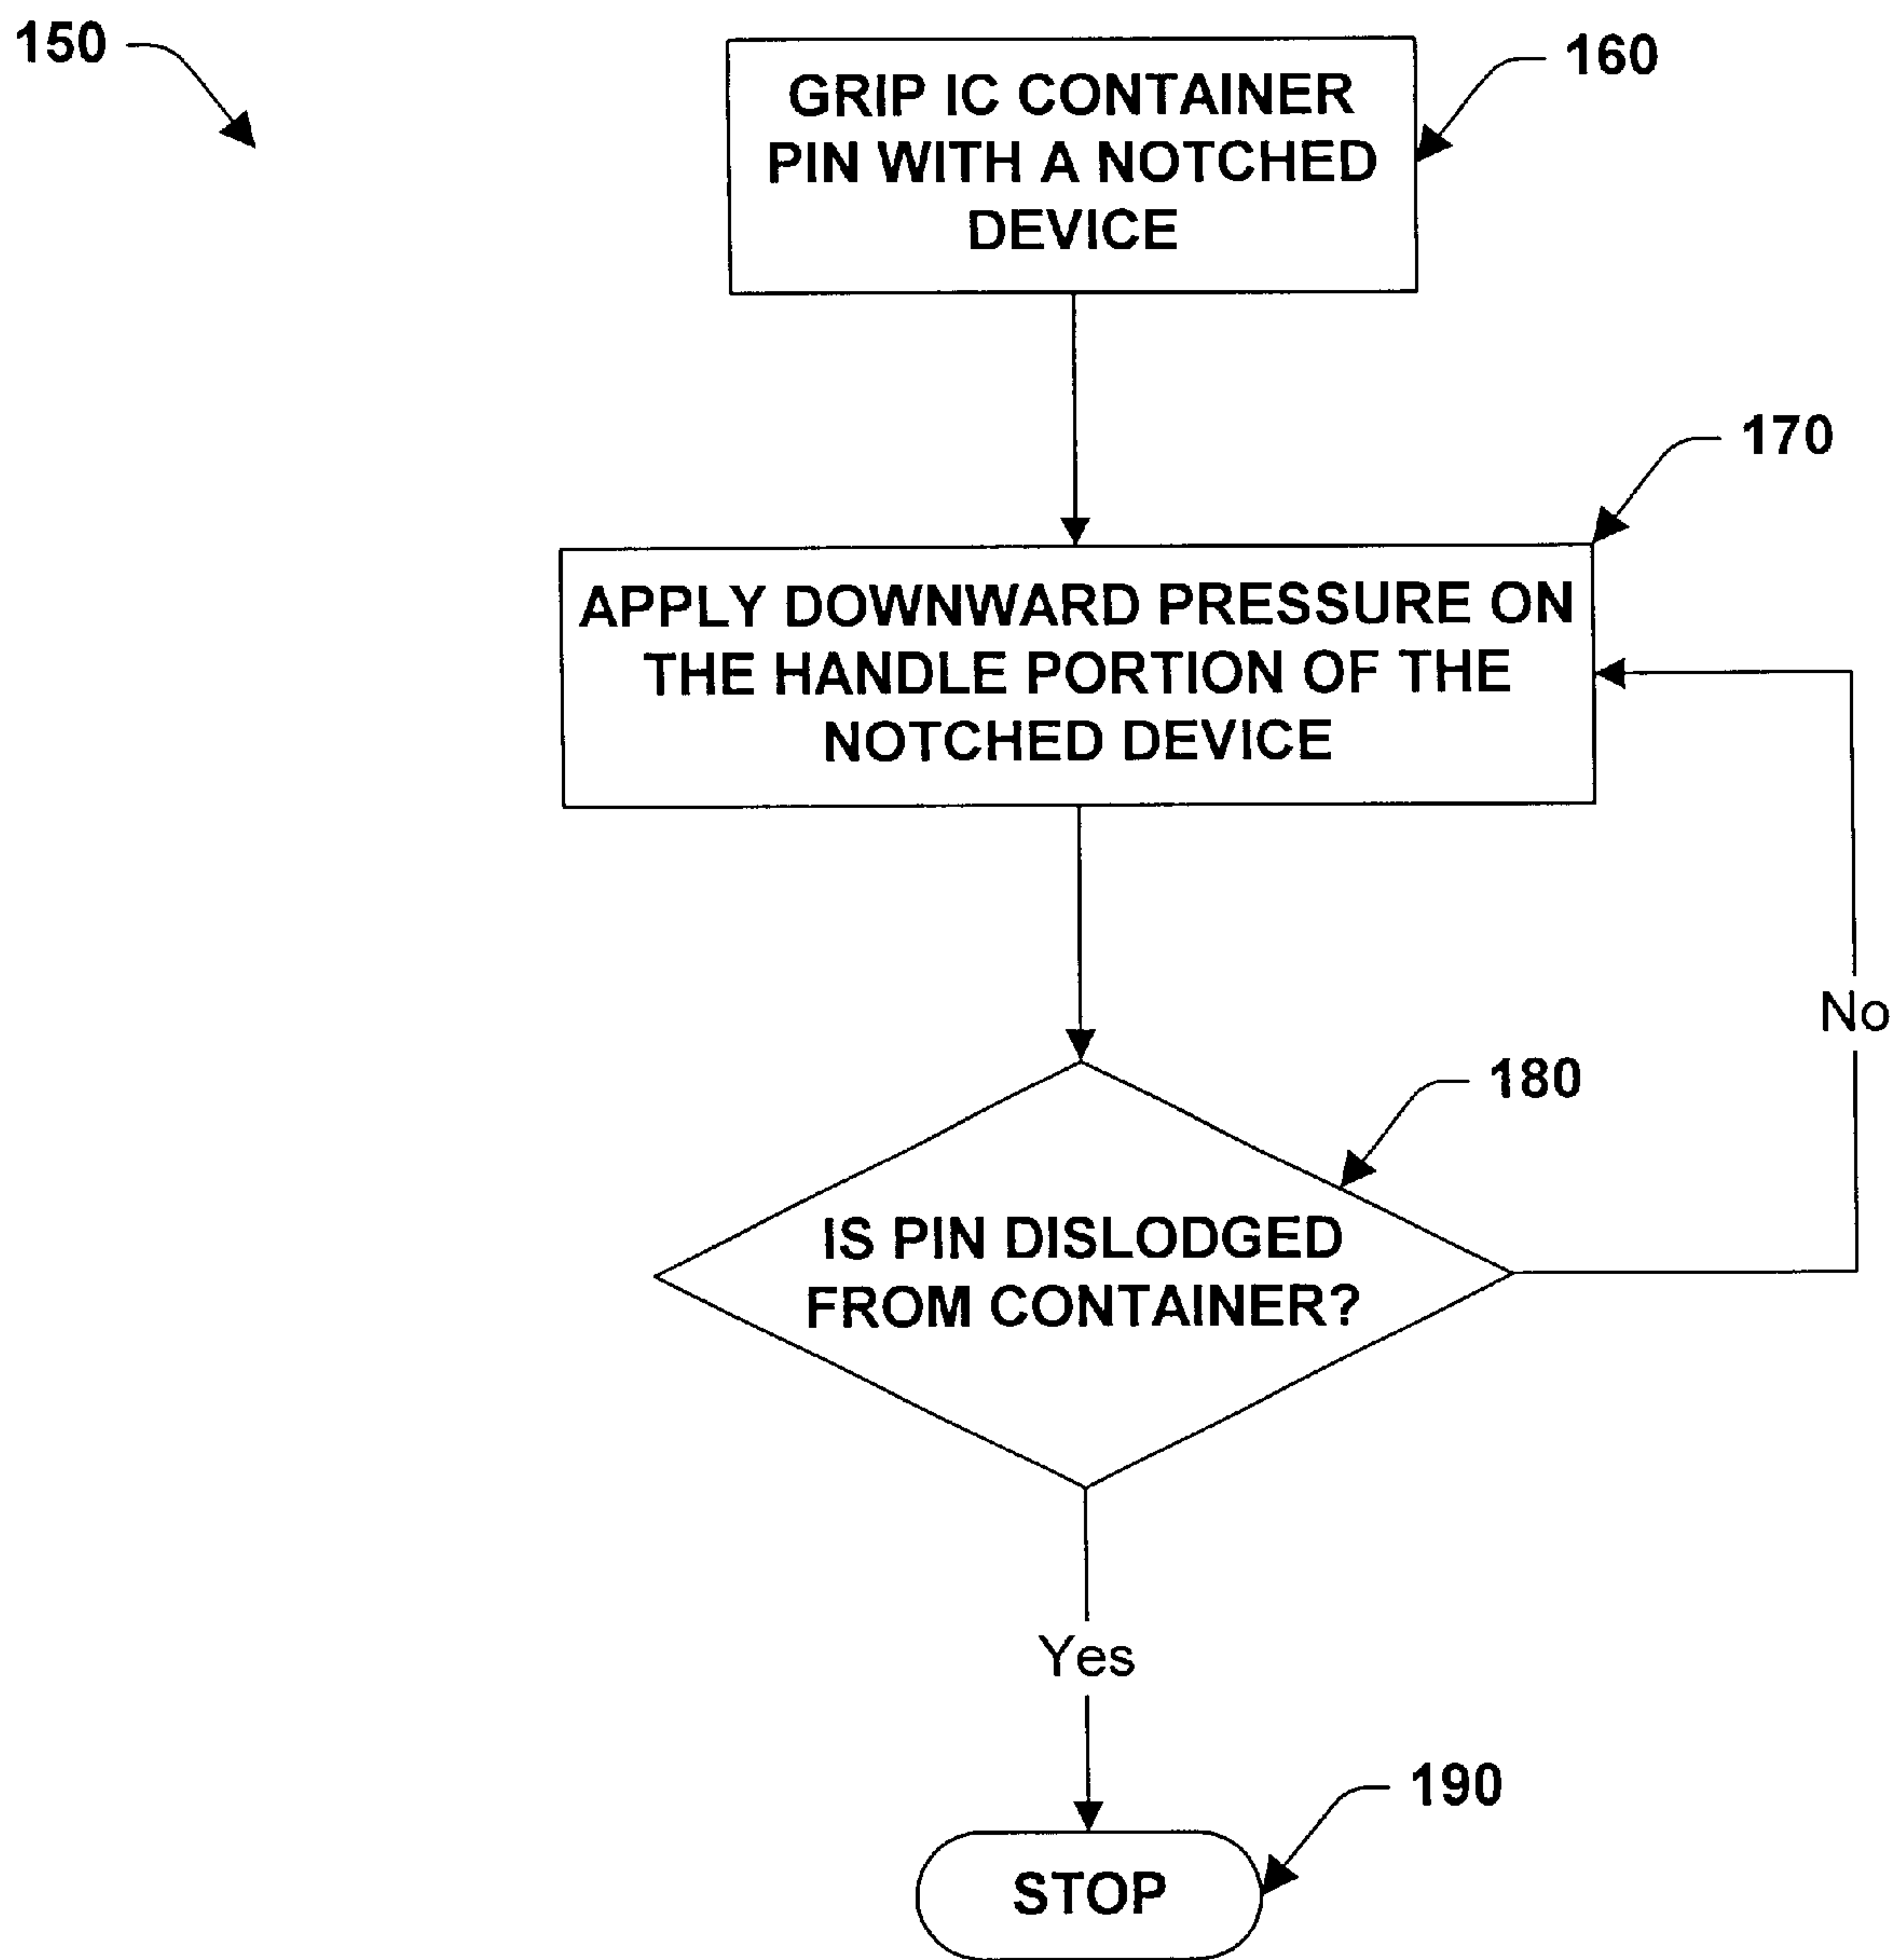 150
160
GRIP IC CONTAINER
PIN WITH A NOTCHED
DEVICE
170
APPLY DOWNWARD PRESSURE ON
THE HANDLE PORTION OF THE
NOTCHED DEVICE
No
180
IS PIN DISLODGED
FROM CONTAINER?
Yes
190
STOP